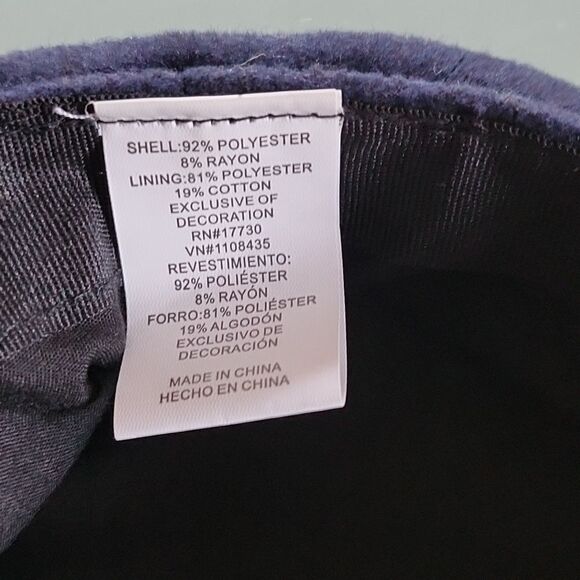 SHELL:92% POLYESTER
8% RAYON
LINING:81% POLYESTER
19% COTTON
EXCLUSIVE OF
DECORATION
RN#17730
VN#1108435
REVESTIMIENTO:
92% POLIÉSTER
8% RAYÓN
FORRO:81% POLIÉSTER
19% ALGODÓN
EXCLUSIVO DE
DECORACIÓN
MADE IN CHINA
HECHO EN CHINA